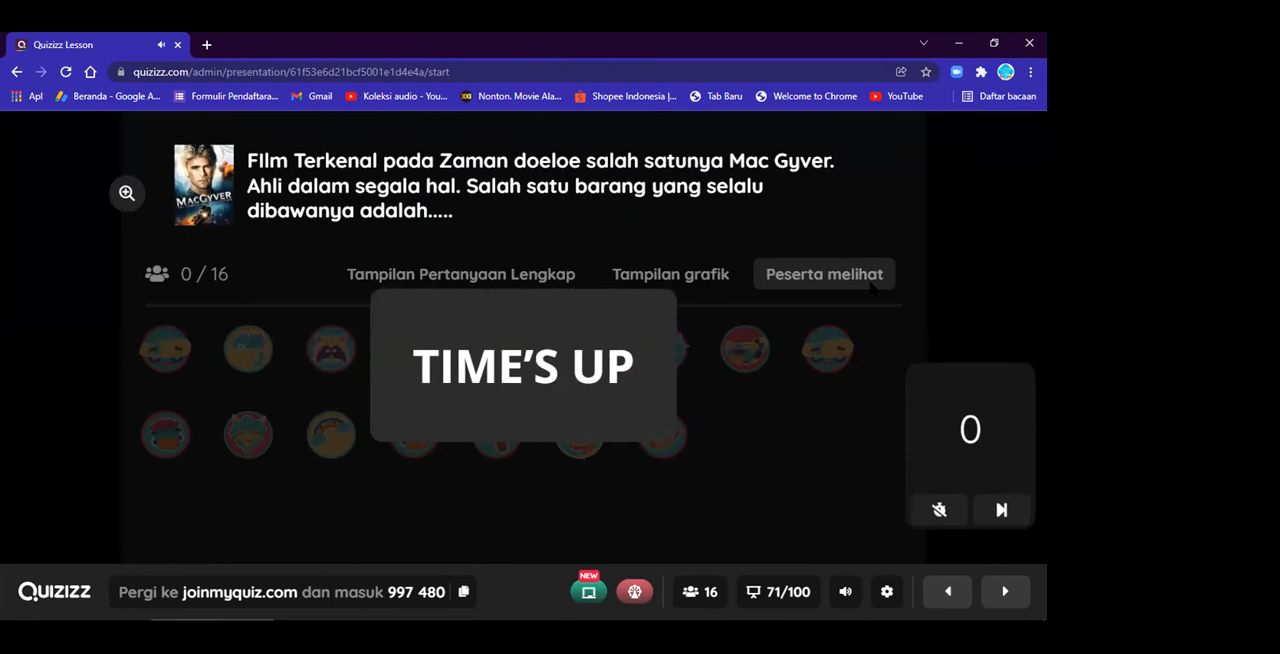 Quizizz Lesson
quizizz.com/admin/presentation/61f53e6d21bcf5001e1d4e4a/start
Apl Beranda - Google A... Formulir Pendaftara... Gmail Koleksi audio - You... Nonton. Movie Ala... Shopee Indonesia |... Tab Baru Welcome to Chrome YouTube Daftar bacaan
MACGYVER
FIlm Terkenal pada Zaman doeloe salah satunya Mac Gyver.
Ahli dalam segala hal. Salah satu barang yang selalu
dibawanya adalah.....
0 / 16 Tampilan Pertanyaan Lengkap Tampilan grafik Peserta melihat
TIME'S UP
0
NEW
QUIZIZZ Pergi ke joinmyquiz.com dan masuk 997 480 16 71/100